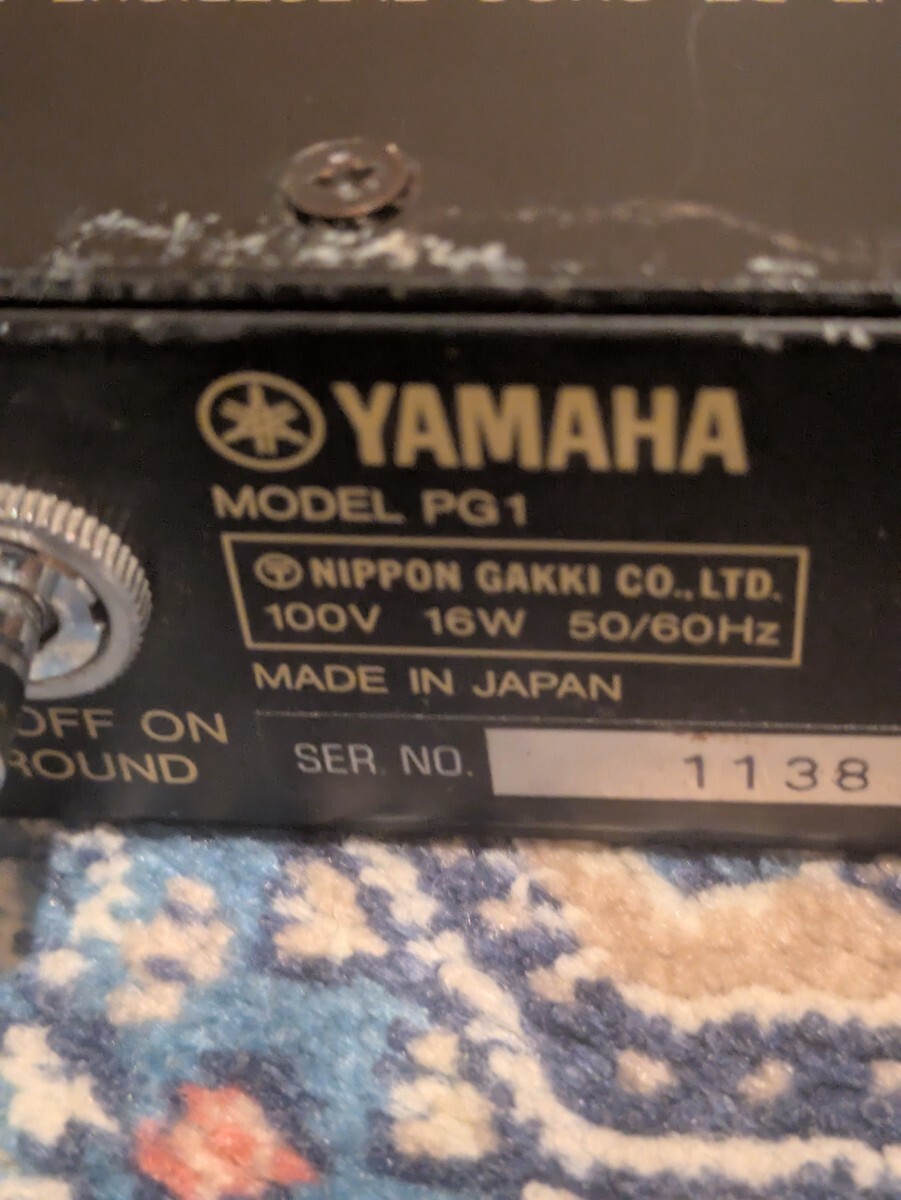 YAMAHA
MODEL PG1
NIPPON GAKKI CO.,LTD.
100V 16W 50/60Hz
MADE IN JAPAN
OFF ON
ROUND
SER. NO. 1138